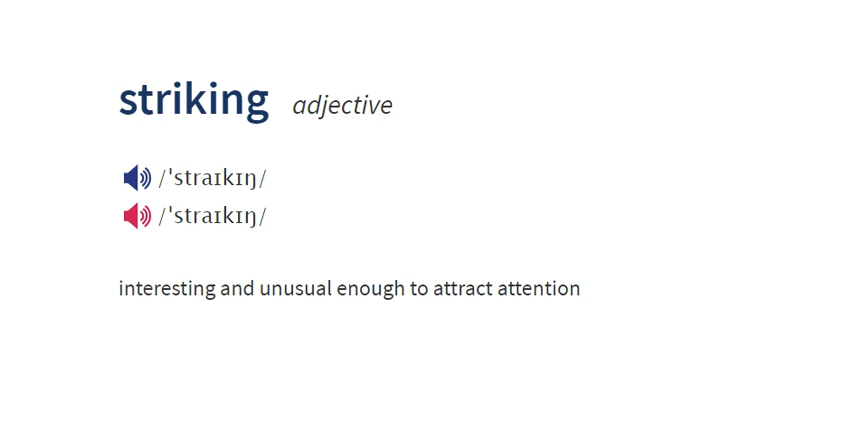 striking adjective
/ˈstraɪkɪŋ/
/ˈstraɪkɪŋ/
interesting and unusual enough to attract attention